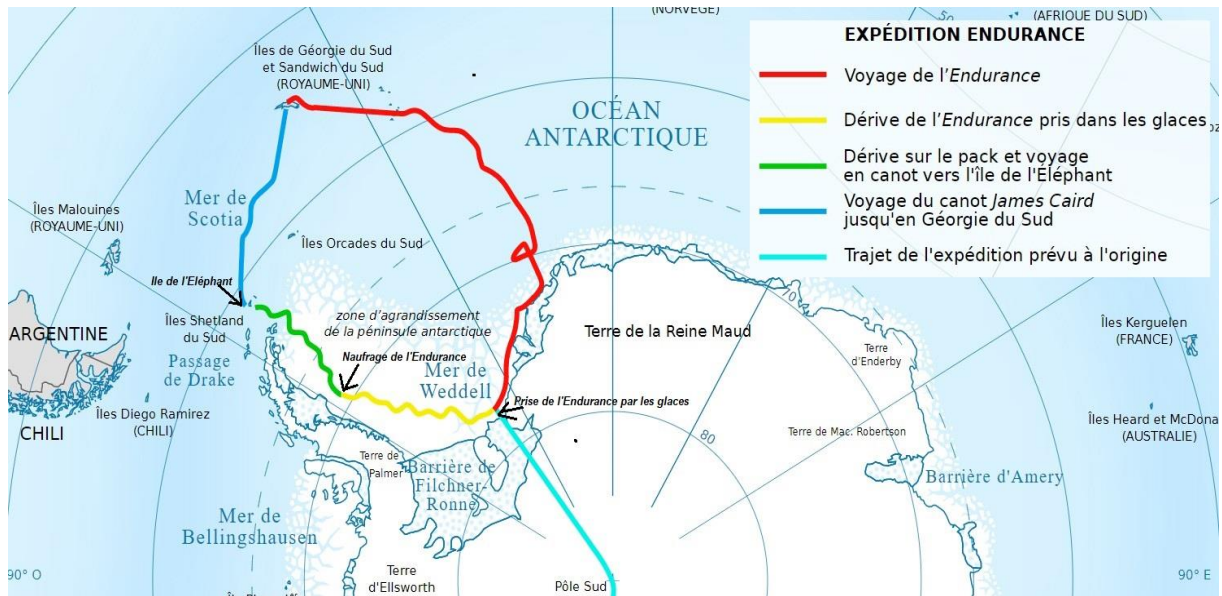 (NORVÈGE)
(AFRIQUE DU SUD)
50
EXPÉDITION ENDURANCE
Voyage de l'Endurance
Dérive de l'Endurance pris dans les glaces
Dérive sur le pack et voyage
en canot vers l'île de l'Éléphant
Voyage du canot James Caird
jusqu'en Géorgie du Sud
Trajet de l'expédition prévu à l'origine
Îles de Géorgie du Sud
et Sandwich du Sud
(ROYAUME-UNI)
OCÉAN
ANTARCTIQUE
Mer de
Scotia
Îles Malouines
(ROYAUME-UNI)
Îles Orcades du Sud
Ile de l'Eléphant
Îles Shetland
du Sud
zone d'agrandissement
de la péninsule antarctique
ARGENTINE
Passage
de Drake
Naufrage de l'Endurance
Mer de
Weddell
Terre de la Reine Maud
70
Terre
d'Enderby
Îles Kerguelen
(FRANCE)
Prise de l'Endurance par les glaces
Îles Diego Ramirez
(CHILI)
CHILI
80
Terre de Mac. Robertson
Îles Heard et McDona
(AUSTRALIE)
Terre de
Palmer
Barrière de
Filchner-
Ronne
Barrière d'Amery
Mer de
Bellingshausen
90° O
Terre
d'Ellsworth
Pôle Sud
90° E